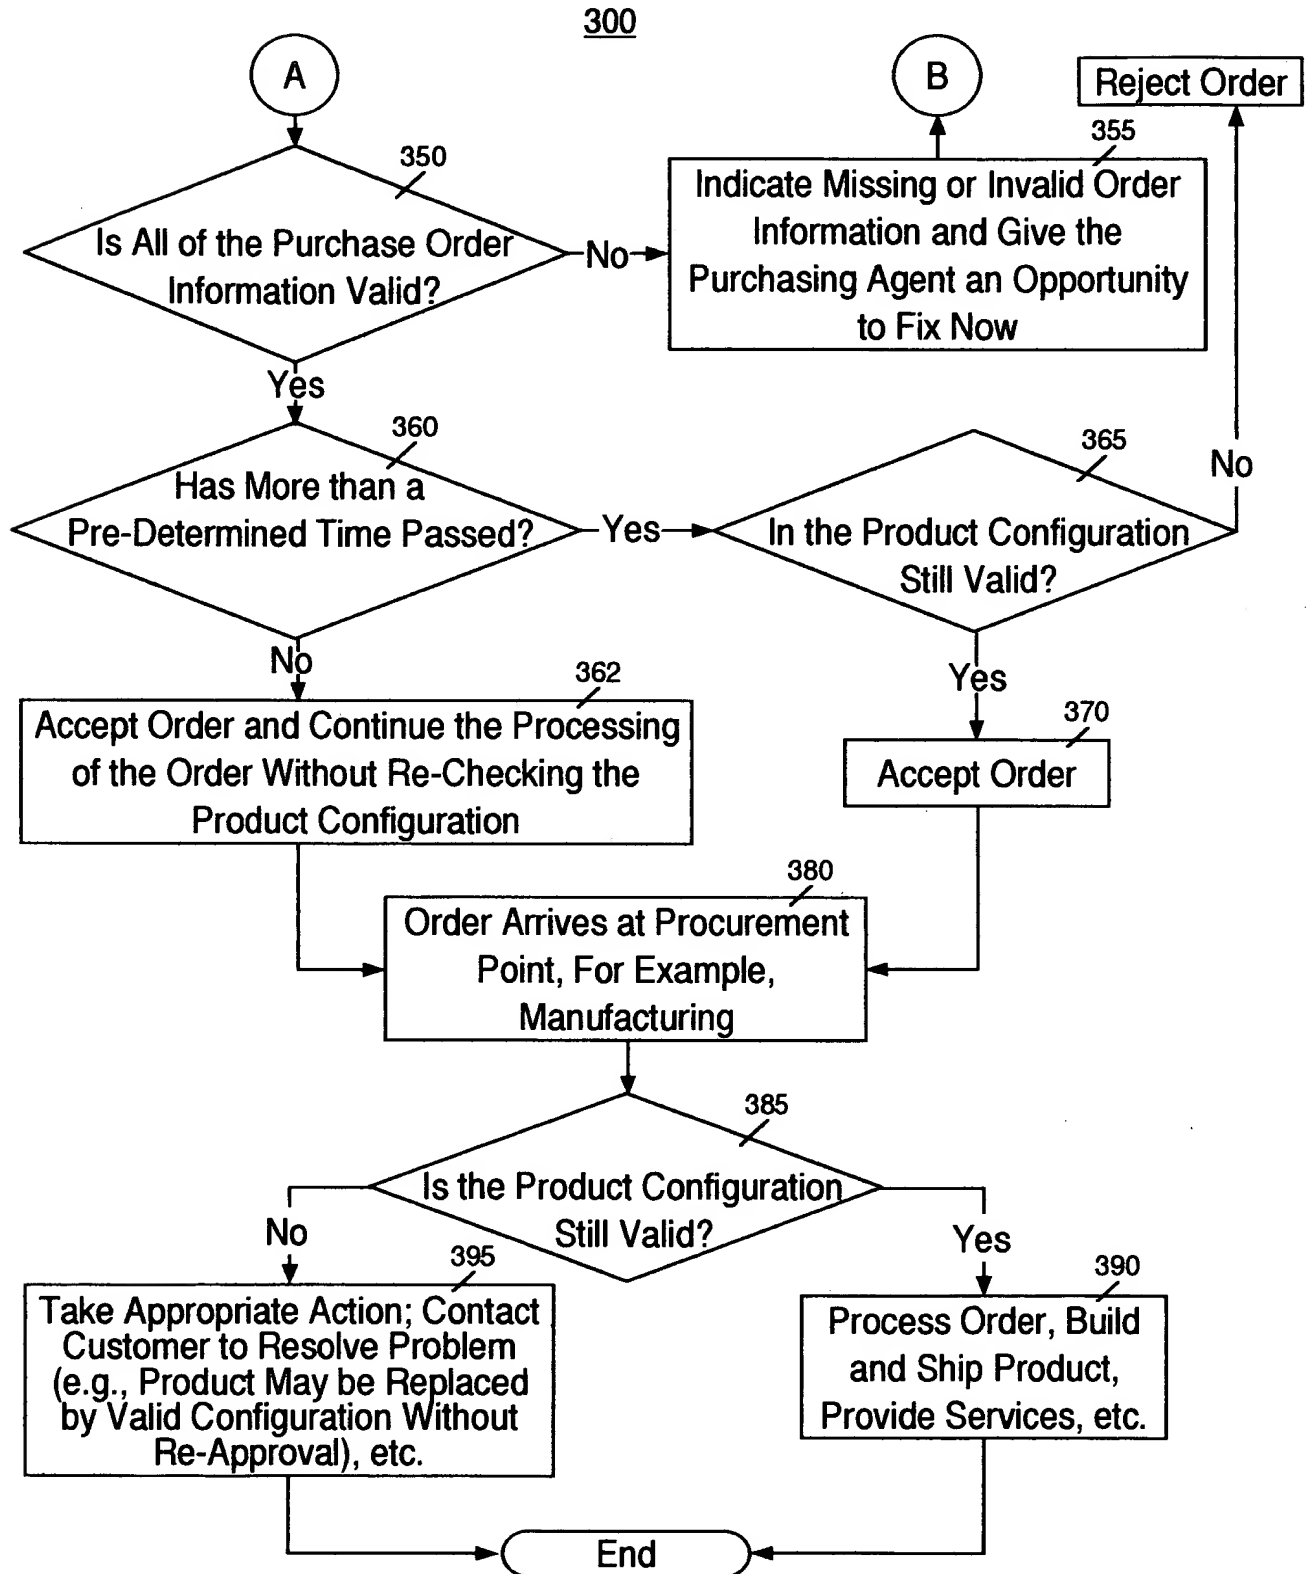 300
A
B
Reject Order
350
Is All of the Purchase Order
Information Valid?
No
355
Indicate Missing or Invalid Order
Information and Give the
Purchasing Agent an Opportunity
to Fix Now
Yes
360
Has More than a
Pre-Determined Time Passed?
Yes
365
In the Product Configuration
Still Valid?
No
No
362
Accept Order and Continue the Processing
of the Order Without Re-Checking the
Product Configuration
Yes
370
Accept Order
380
Order Arrives at Procurement
Point, For Example,
Manufacturing
385
Is the Product Configuration
Still Valid?
No
Yes
395
Take Appropriate Action; Contact
Customer to Resolve Problem
(e.g., Product May be Replaced
by Valid Configuration Without
Re-Approval), etc.
390
Process Order, Build
and Ship Product,
Provide Services, etc.
End